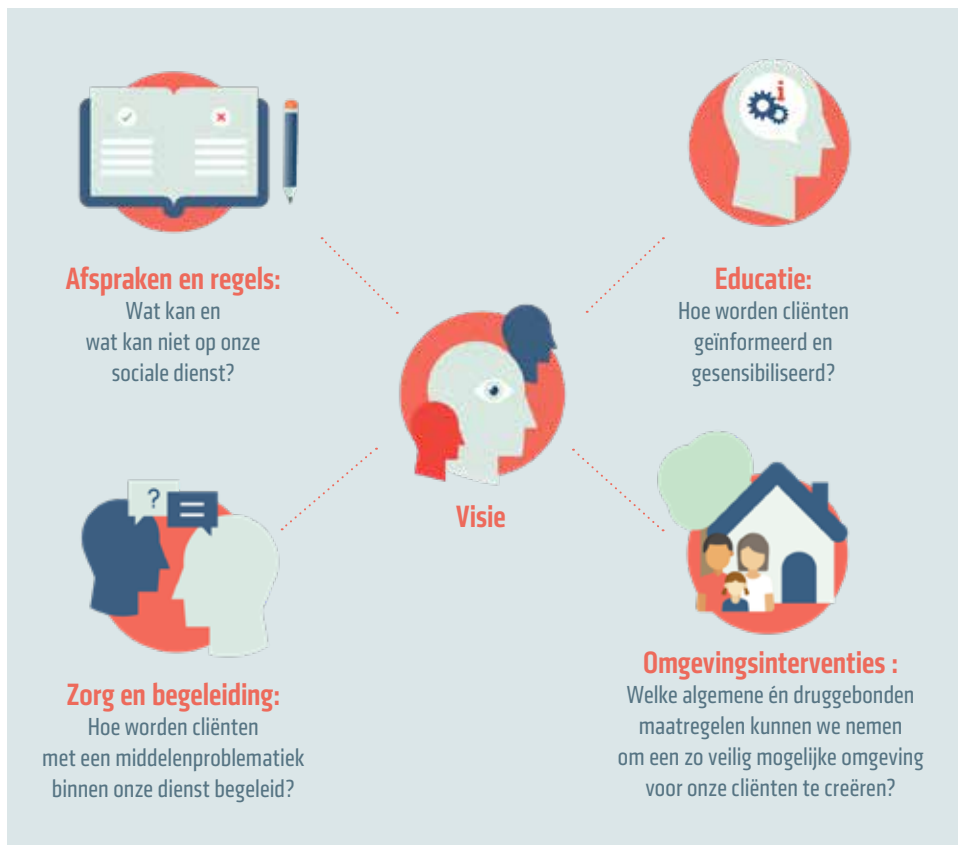 Afspraken en regels:
Wat kan en
wat kan niet op onze
sociale dienst?
i
Educatie:
Hoe worden cliënten
geïnformeerd en
gesensibiliseerd?
Visie
?
=
Zorg en begeleiding:
Hoe worden cliënten
met een middelenproblematiek
binnen onze dienst begeleid?
Omgevingsinterventies :
Welke algemene én druggebonden
maatregelen kunnen we nemen
om een zo veilig mogelijke omgeving
voor onze cliënten te creëren?